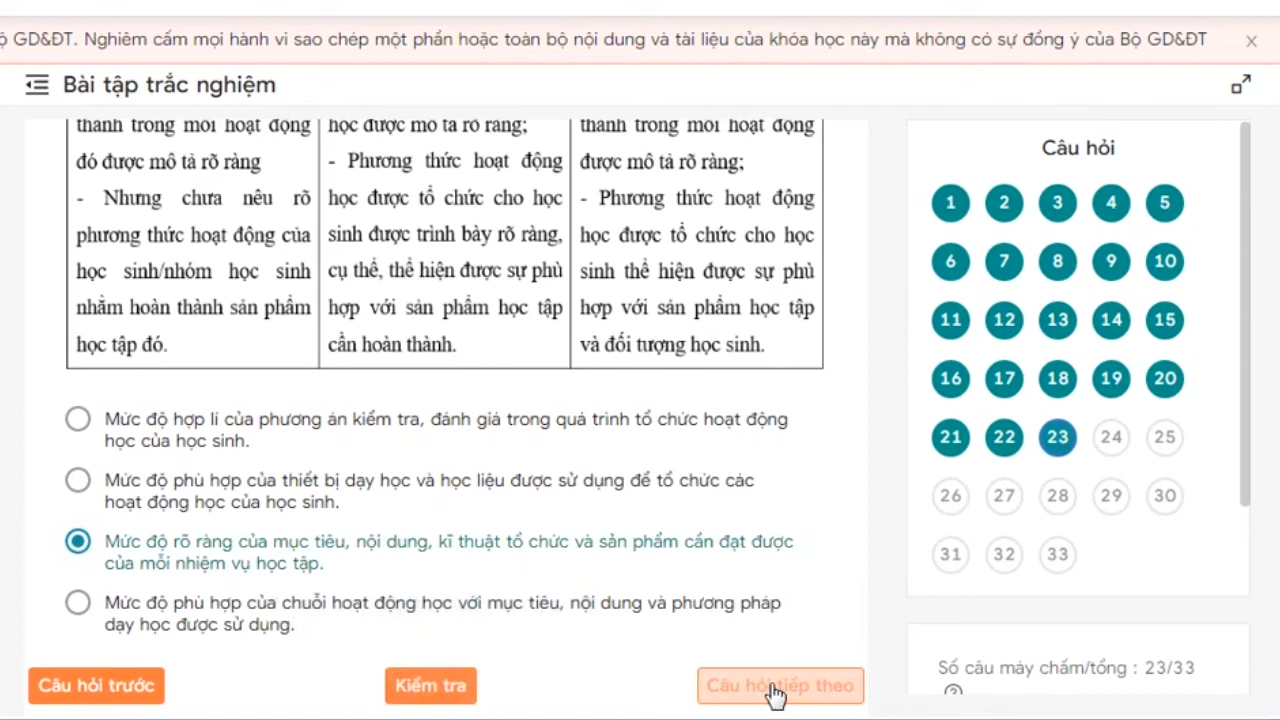 ộ GD&ĐT. Nghiêm cấm mọi hành vi sao chép một phần hoặc toàn bộ nội dung và tài liệu của khóa học này mà không có sự đồng ý của Bộ GD&ĐT
Bài tập trắc nghiệm
thành trong mỗi hoạt động
đó được mô tả rõ ràng
- Nhưng chưa nêu rõ
phương thức hoạt động của
học sinh/nhóm học sinh
nhằm hoàn thành sản phẩm
học tập đó.
học được mô tả rõ ràng;
- Phương thức hoạt động
học được tổ chức cho học
sinh được trình bày rõ ràng,
cụ thể, thể hiện được sự phù
hợp với sản phẩm học tập
cần hoàn thành.
thành trong mỗi hoạt động
được mô tả rõ ràng;
- Phương thức hoạt động
học được tổ chức cho học
sinh thể hiện được sự phù
hợp với sản phẩm học tập
và đối tượng học sinh.
Mức độ hợp lí của phương án kiểm tra, đánh giá trong quá trình tổ chức hoạt động
học của học sinh.
Mức độ phù hợp của thiết bị dạy học và học liệu được sử dụng để tổ chức các
hoạt động học của học sinh.
Mức độ rõ ràng của mục tiêu, nội dung, kĩ thuật tổ chức và sản phẩm cần đạt được
của mỗi nhiệm vụ học tập.
Mức độ phù hợp của chuỗi hoạt động học với mục tiêu, nội dung và phương pháp
dạy học được sử dụng.
Câu hỏi trước
Kiểm tra
Câu hỏi tiếp theo
Câu hỏi
1 2 3 4 5
6 7 8 9 10
11 12 13 14 15
16 17 18 19 20
21 22 23 24 25
26 27 28 29 30
31 32 33
Số câu máy chấm/tổng : 23/33